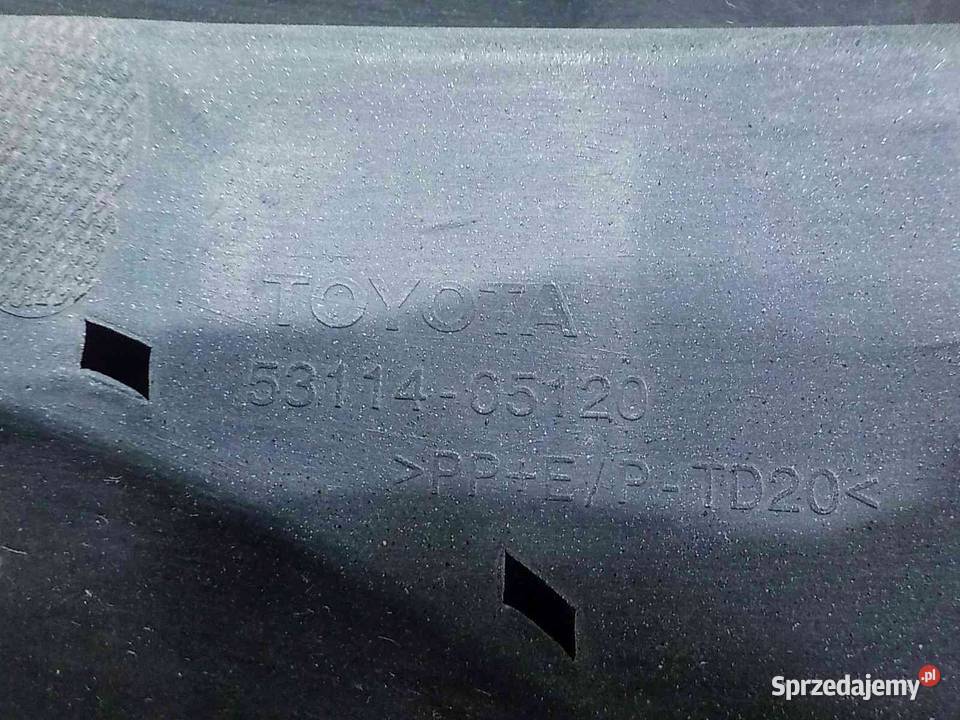 TOYOTA
53114-05120
>PP+E/P-TD20<
Sprzedajemy.pl